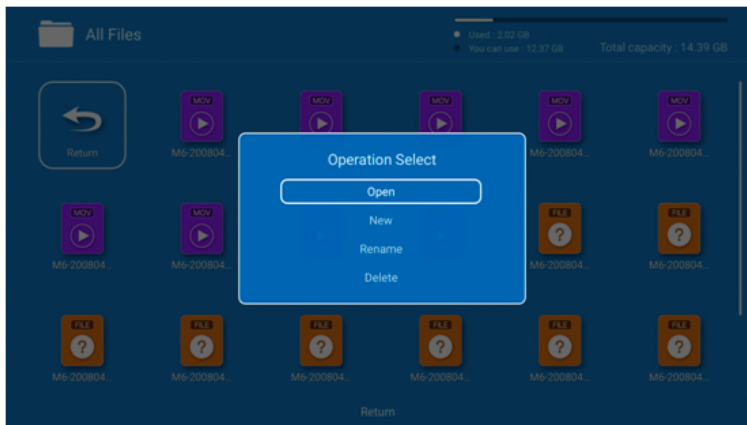 All Files
Used : 2.02 GB
You can use : 12.37 GB
Total capacity : 14.39 GB
MOV MOV MOV MOV MOV
Return M6-200804... M6-200804... M6-200804...
Operation Select
Open
New
Rename
Delete
MOV MOV FILE FILE
M6-200804... M6-200804... M6-200804... M6-200804...
FILE FILE FILE FILE FILE FILE
M6-200804... M6-200804... M6-200804... M6-200804... M6-200804... M6-200804...
Return